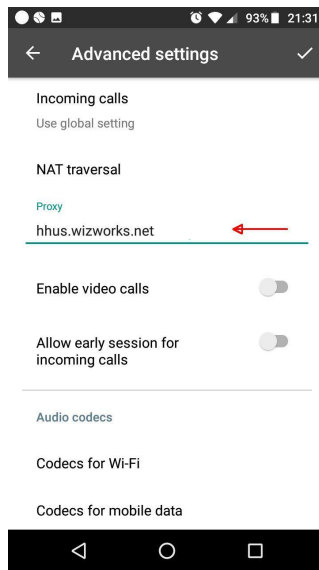 93% 21:31
Advanced settings
Incoming calls
Use global setting
NAT traversal
Proxy
hhus.wizworks.net
Enable video calls
Allow early session for
incoming calls
Audio codecs
Codecs for Wi-Fi
Codecs for mobile data